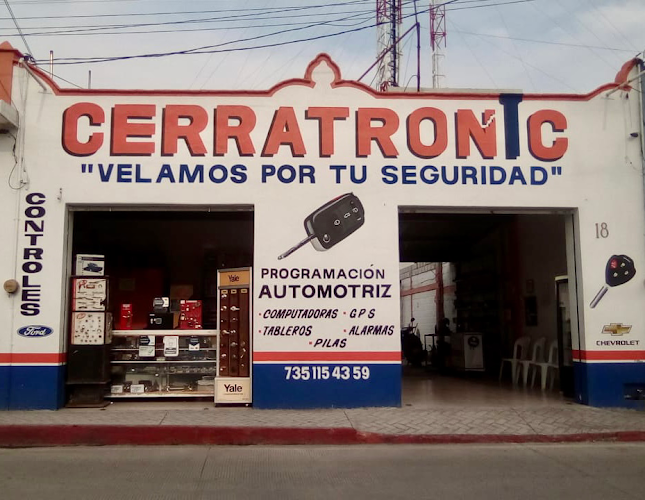 CERRATRONIC
"VELAMOS POR TU SEGURIDAD"
CONTROLES
Ford
PROGRAMACIÓN
AUTOMOTRIZ
· COMPUTADORAS · GPS
· TABLEROS · ALARMAS
· PILAS
735 115 43 59
18
CHEVROLET
Yale
Yale